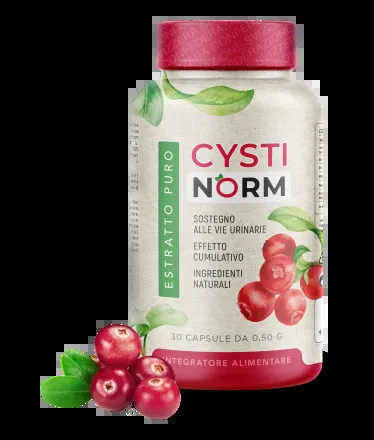 ESTRATTO PURO
CYSTI
NORM
SOSTEGNO
ALLE VIE URINARIE
EFFETTO
CUMULATIVO
INGREDIENTI
NATURALI
30 CAPSULE DA 0,50 G
INTEGRATORE ALIMENTARE